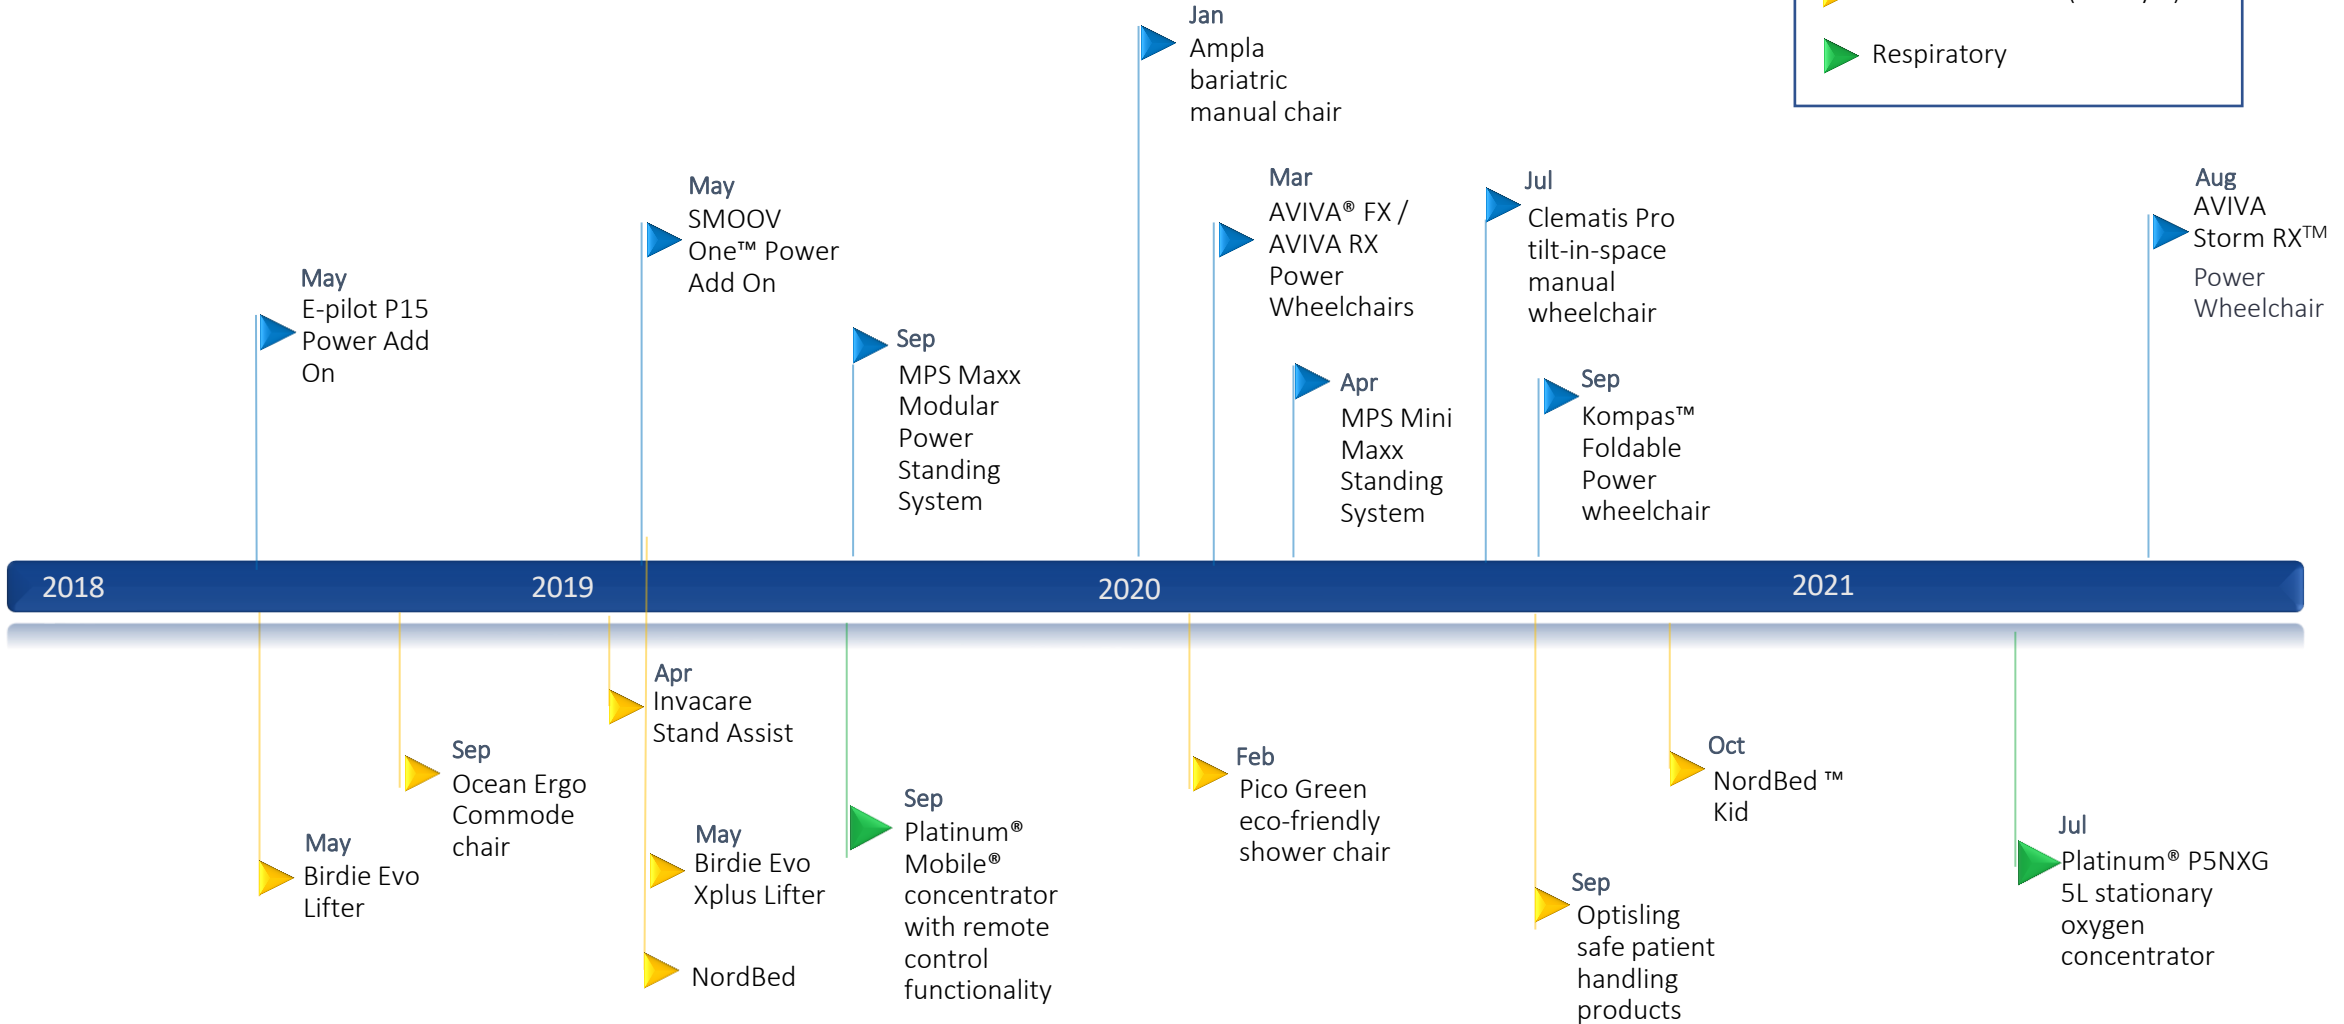 Jan
Ampla
bariatric
manual chair
Respiratory
May
E-pilot P15
Power Add
On
May
SMOOV
One™ Power
Add On
Sep
MPS Maxx
Modular
Power
Standing
System
Mar
AVIVA® FX /
AVIVA RX
Power
Wheelchairs
Apr
MPS Mini
Maxx
Standing
System
Jul
Clematis Pro
tilt-in-space
manual
wheelchair
Sep
Kompas™
Foldable
Power
wheelchair
Aug
AVIVA
Storm RX™
Power
Wheelchair
2018 2019 2020 2021
May
Birdie Evo
Lifter
Sep
Ocean Ergo
Commode
chair
Apr
Invacare
Stand Assist
May
Birdie Evo
Xplus Lifter
NordBed
Sep
Platinum®
Mobile®
concentrator
with remote
control
functionality
Feb
Pico Green
eco-friendly
shower chair
Sep
Optisling
safe patient
handling
products
Oct
NordBed ™
Kid
Jul
Platinum® P5NXG
5L stationary
oxygen
concentrator